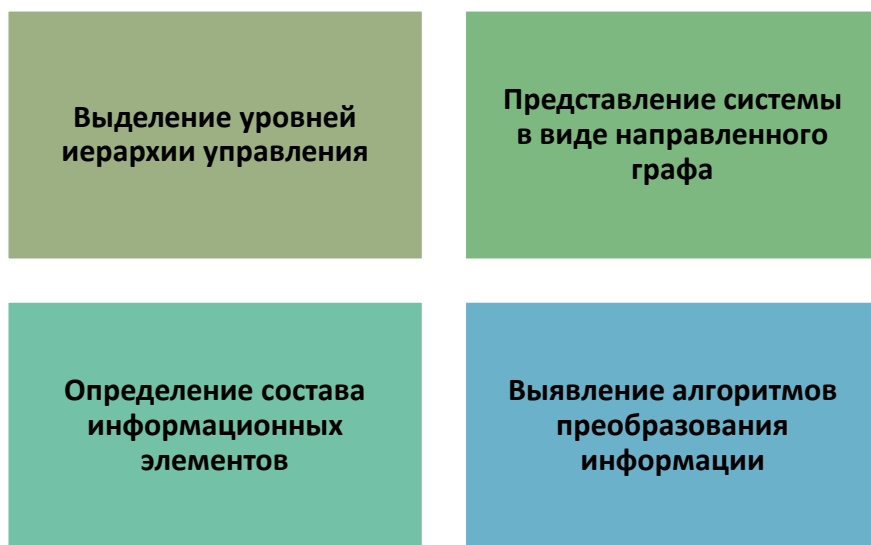 Выделение уровней
иерархии управления
Представление системы
в виде направленного
графа
Определение состава
информационных
элементов
Выявление алгоритмов
преобразования
информации